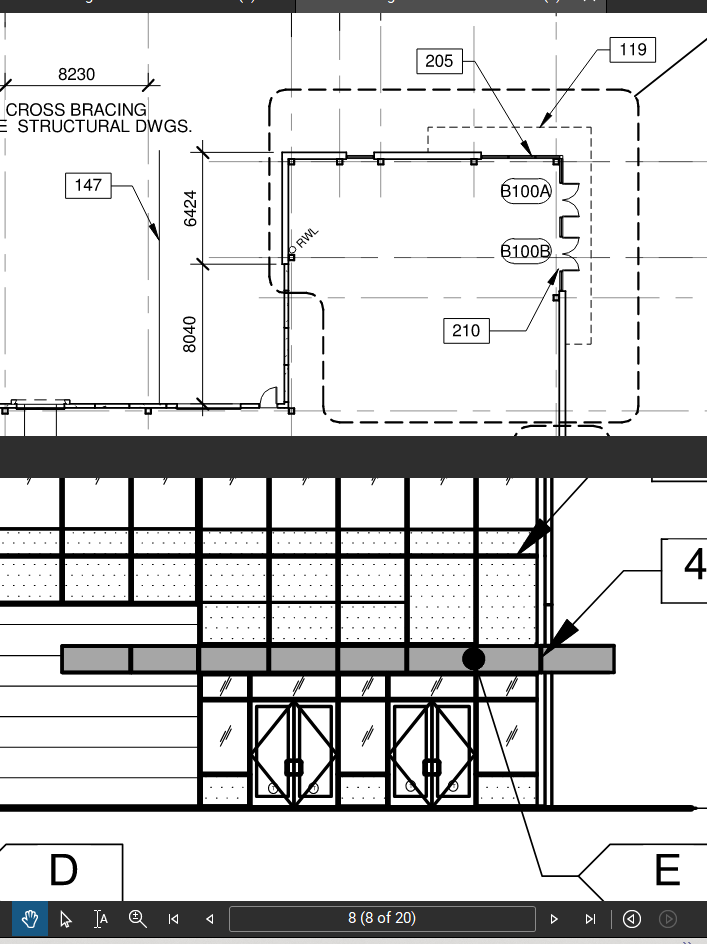 205
119
8230
CROSS BRACING
E STRUCTURAL DWGS.
147
6424
B100A
RWL
B100B
8040
210
4
D
E
8 (8 of 20)